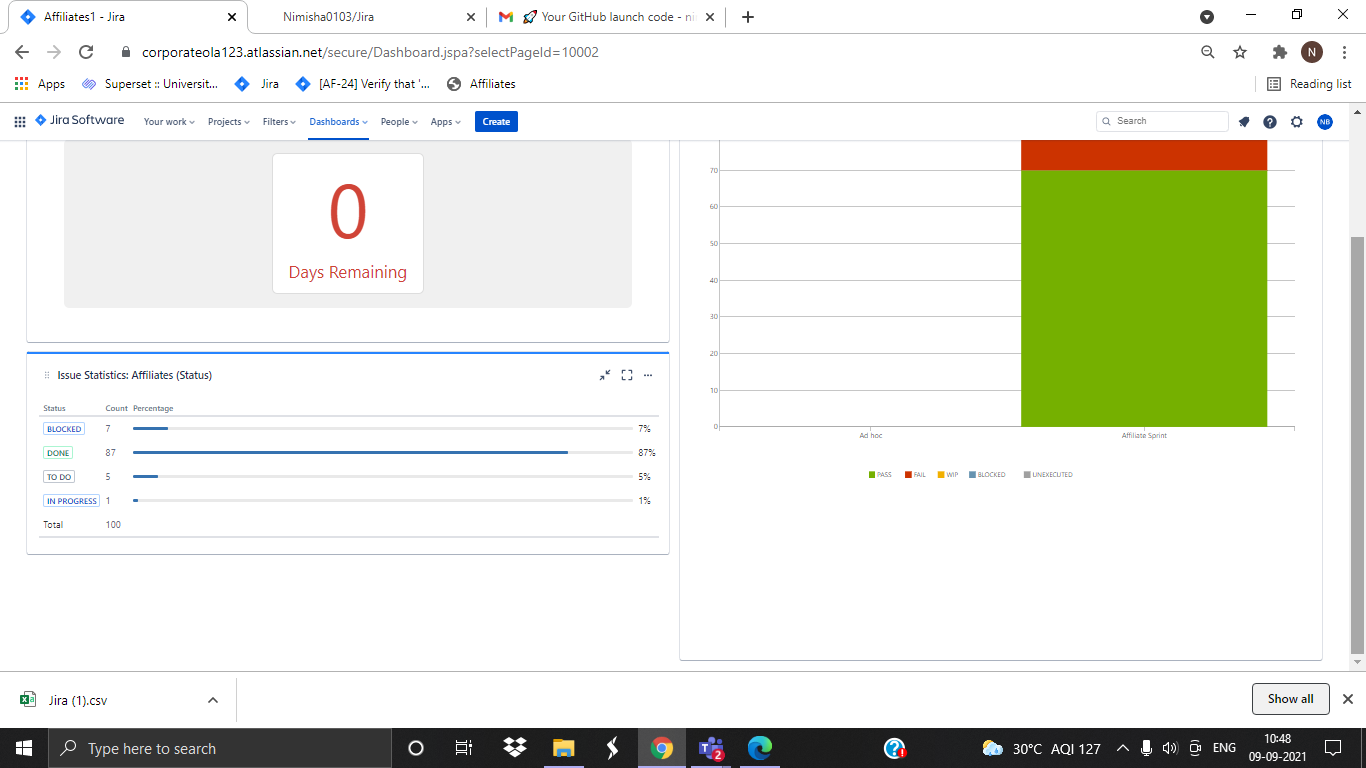 Affiliates1 - Jira
Nimisha0103/Jira
Your GitHub launch code - ni
corporateola123.atlassian.net/secure/Dashboard.jspa?selectPageId=10002
N
Apps
Superset :: Universit...
Jira
[AF-24] Verify that '...
Affiliates
Reading list
Jira Software
Your work
Projects
Filters
Dashboards
People
Apps
Create
Search
NB
0
Days Remaining
Issue Statistics: Affiliates (Status)
Status Count Percentage
BLOCKED 7 7%
DONE 87 87%
TO DO 5 5%
IN PROGRESS 1 1%
Total 100
70
60
50
40
30
20
10
0
Ad hoc
Affiliate Sprint
PASS FAIL WIP BLOCKED UNEXECUTED
Jira (1).csv
Show all
Type here to search
2
30°C AQI 127
ENG
10:48
09-09-2021